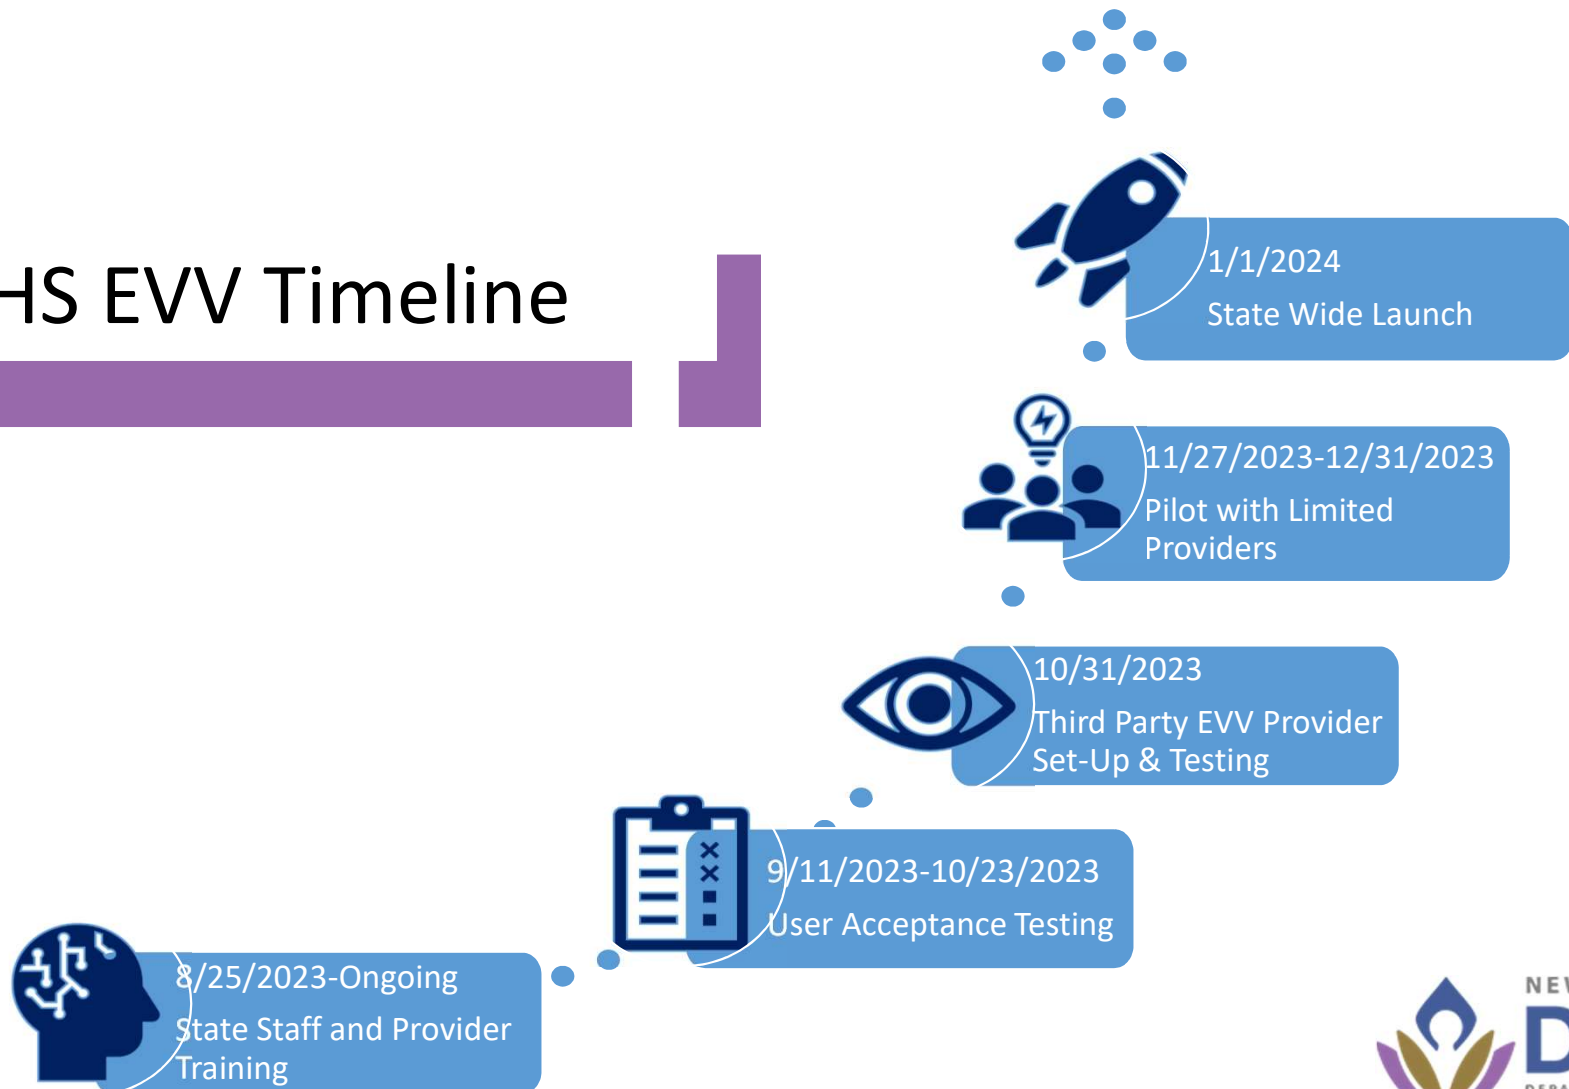 HS EVV Timeline
1/1/2024
State Wide Launch
11/27/2023-12/31/2023
Pilot with Limited
Providers
10/31/2023
Third Party EVV Provider
Set-Up & Testing
9/11/2023-10/23/2023
User Acceptance Testing
8/25/2023-Ongoing
State Staff and Provider
Training
NEW
D
DEPA